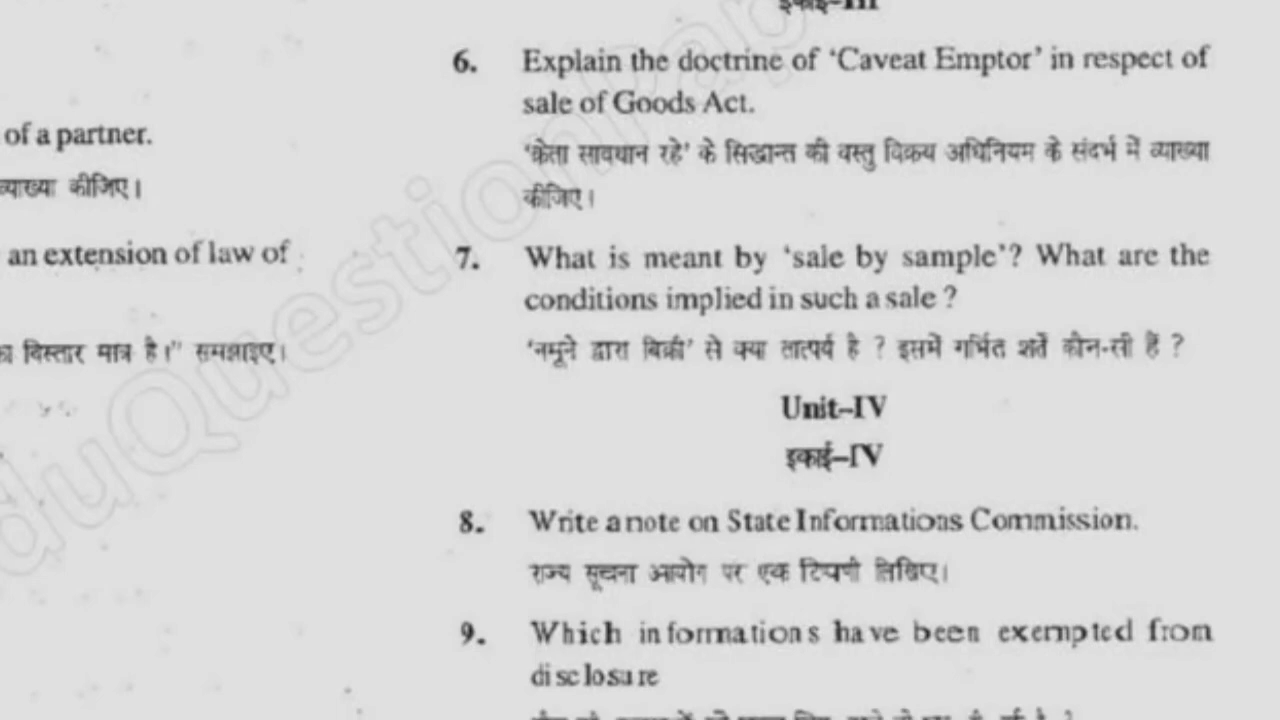 of a partner.
व्याख्या कीजिए।
an extension of law of
विस्तार मात्र है।” समझाइए।
इकाई–III
6. Explain the doctrine of ‘Caveat Emptor’ in respect of
sale of Goods Act.
‘क्रेता सावधान रहे’ के सिद्धान्त की वस्तु विक्रय अधिनियम के संदर्भ में व्याख्या
कीजिए।
7. What is meant by ‘sale by sample’? What are the
conditions implied in such a sale ?
‘नमूने द्वारा बिक्री’ से क्या तात्पर्य है ? इसमें गर्भित शर्तें कौन-सी हैं ?
Unit–IV
इकाई–IV
8. Write a note on State Informations Commission.
राज्य सूचना आयोग पर एक टिप्पणी लिखिए।
9. Which informations have been exempted from
disclosure